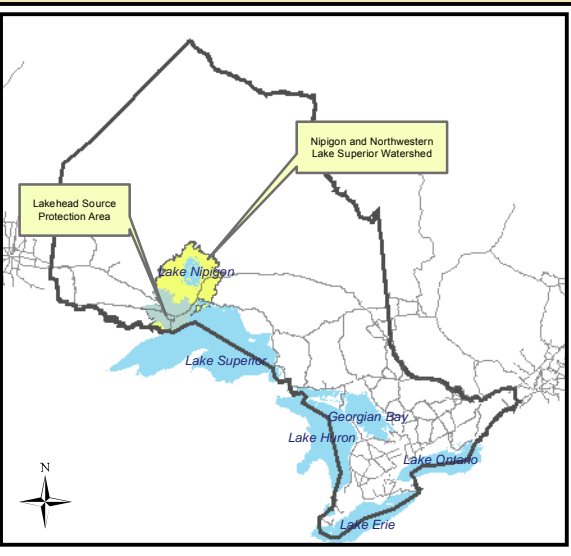 Nipigon and Northwestern
Lake Superior Watershed
Lakehead Source
Protection Area
Lake Nipigon
Lake Superior
Georgian Bay
Lake Huron
Lake Ontario
N
Lake Erie